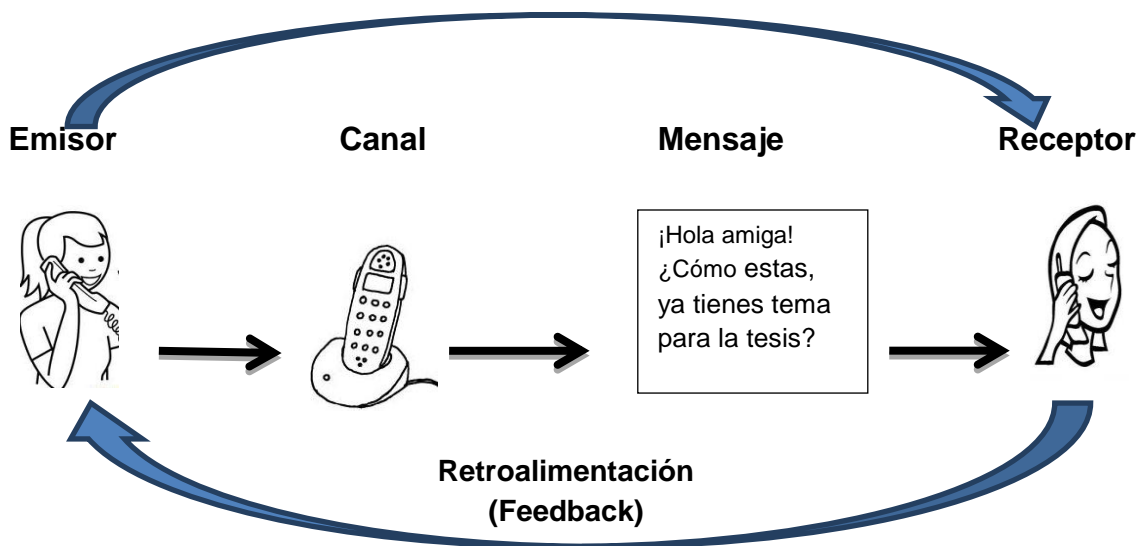 Emisor
Canal
Mensaje
Receptor
¡Hola amiga!
¿Cómo estas,
ya tienes tema
para la tesis?
Retroalimentación
(Feedback)